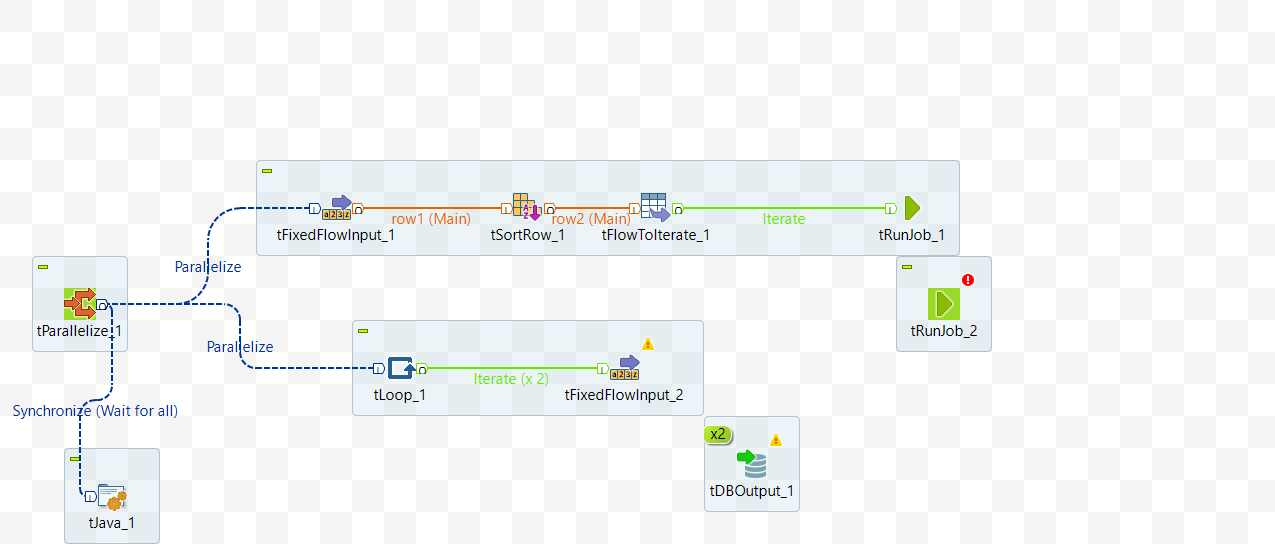 row1 (Main)
row2 (Main)
Iterate
tFixedFlowInput_1
tSortRow_1
tFlowToIterate_1
tRunJob_1
Parallelize
tParallelize_1
tRunJob_2
Parallelize
Iterate (x 2)
tLoop_1
tFixedFlowInput_2
Synchronize (Wait for all)
x2
tDBOutput_1
tJava_1